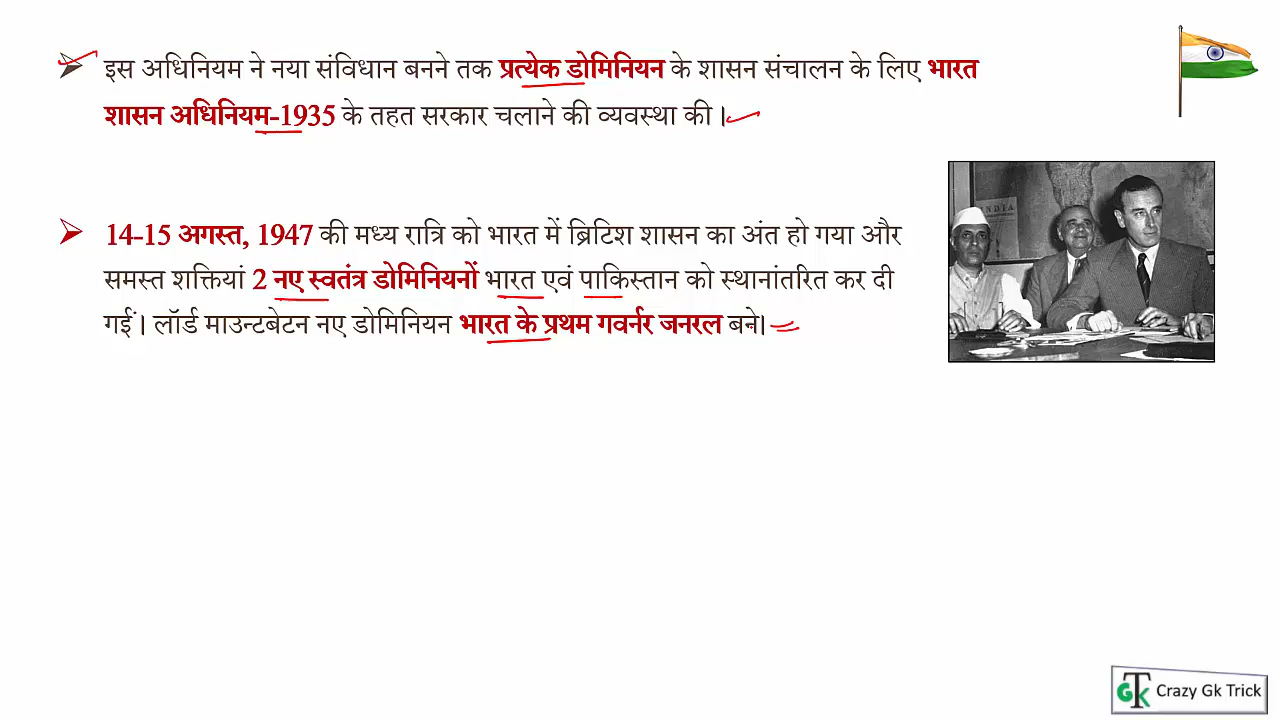 इस अधिनियम ने नया संविधान बनने तक प्रत्येक डोमिनियन के शासन संचालन के लिए भारत
शासन अधिनियम-1935 के तहत सरकार चलाने की व्यवस्था की।
14-15 अगस्त, 1947 की मध्य रात्रि को भारत में ब्रिटिश शासन का अंत हो गया और
समस्त शक्तियां 2 नए स्वतंत्र डोमिनियनों भारत एवं पाकिस्तान को स्थानांतरित कर दी
गईं। लॉर्ड माउन्टबेटन नए डोमिनियन भारत के प्रथम गवर्नर जनरल बने।
INDIA
GTK Crazy Gk Trick